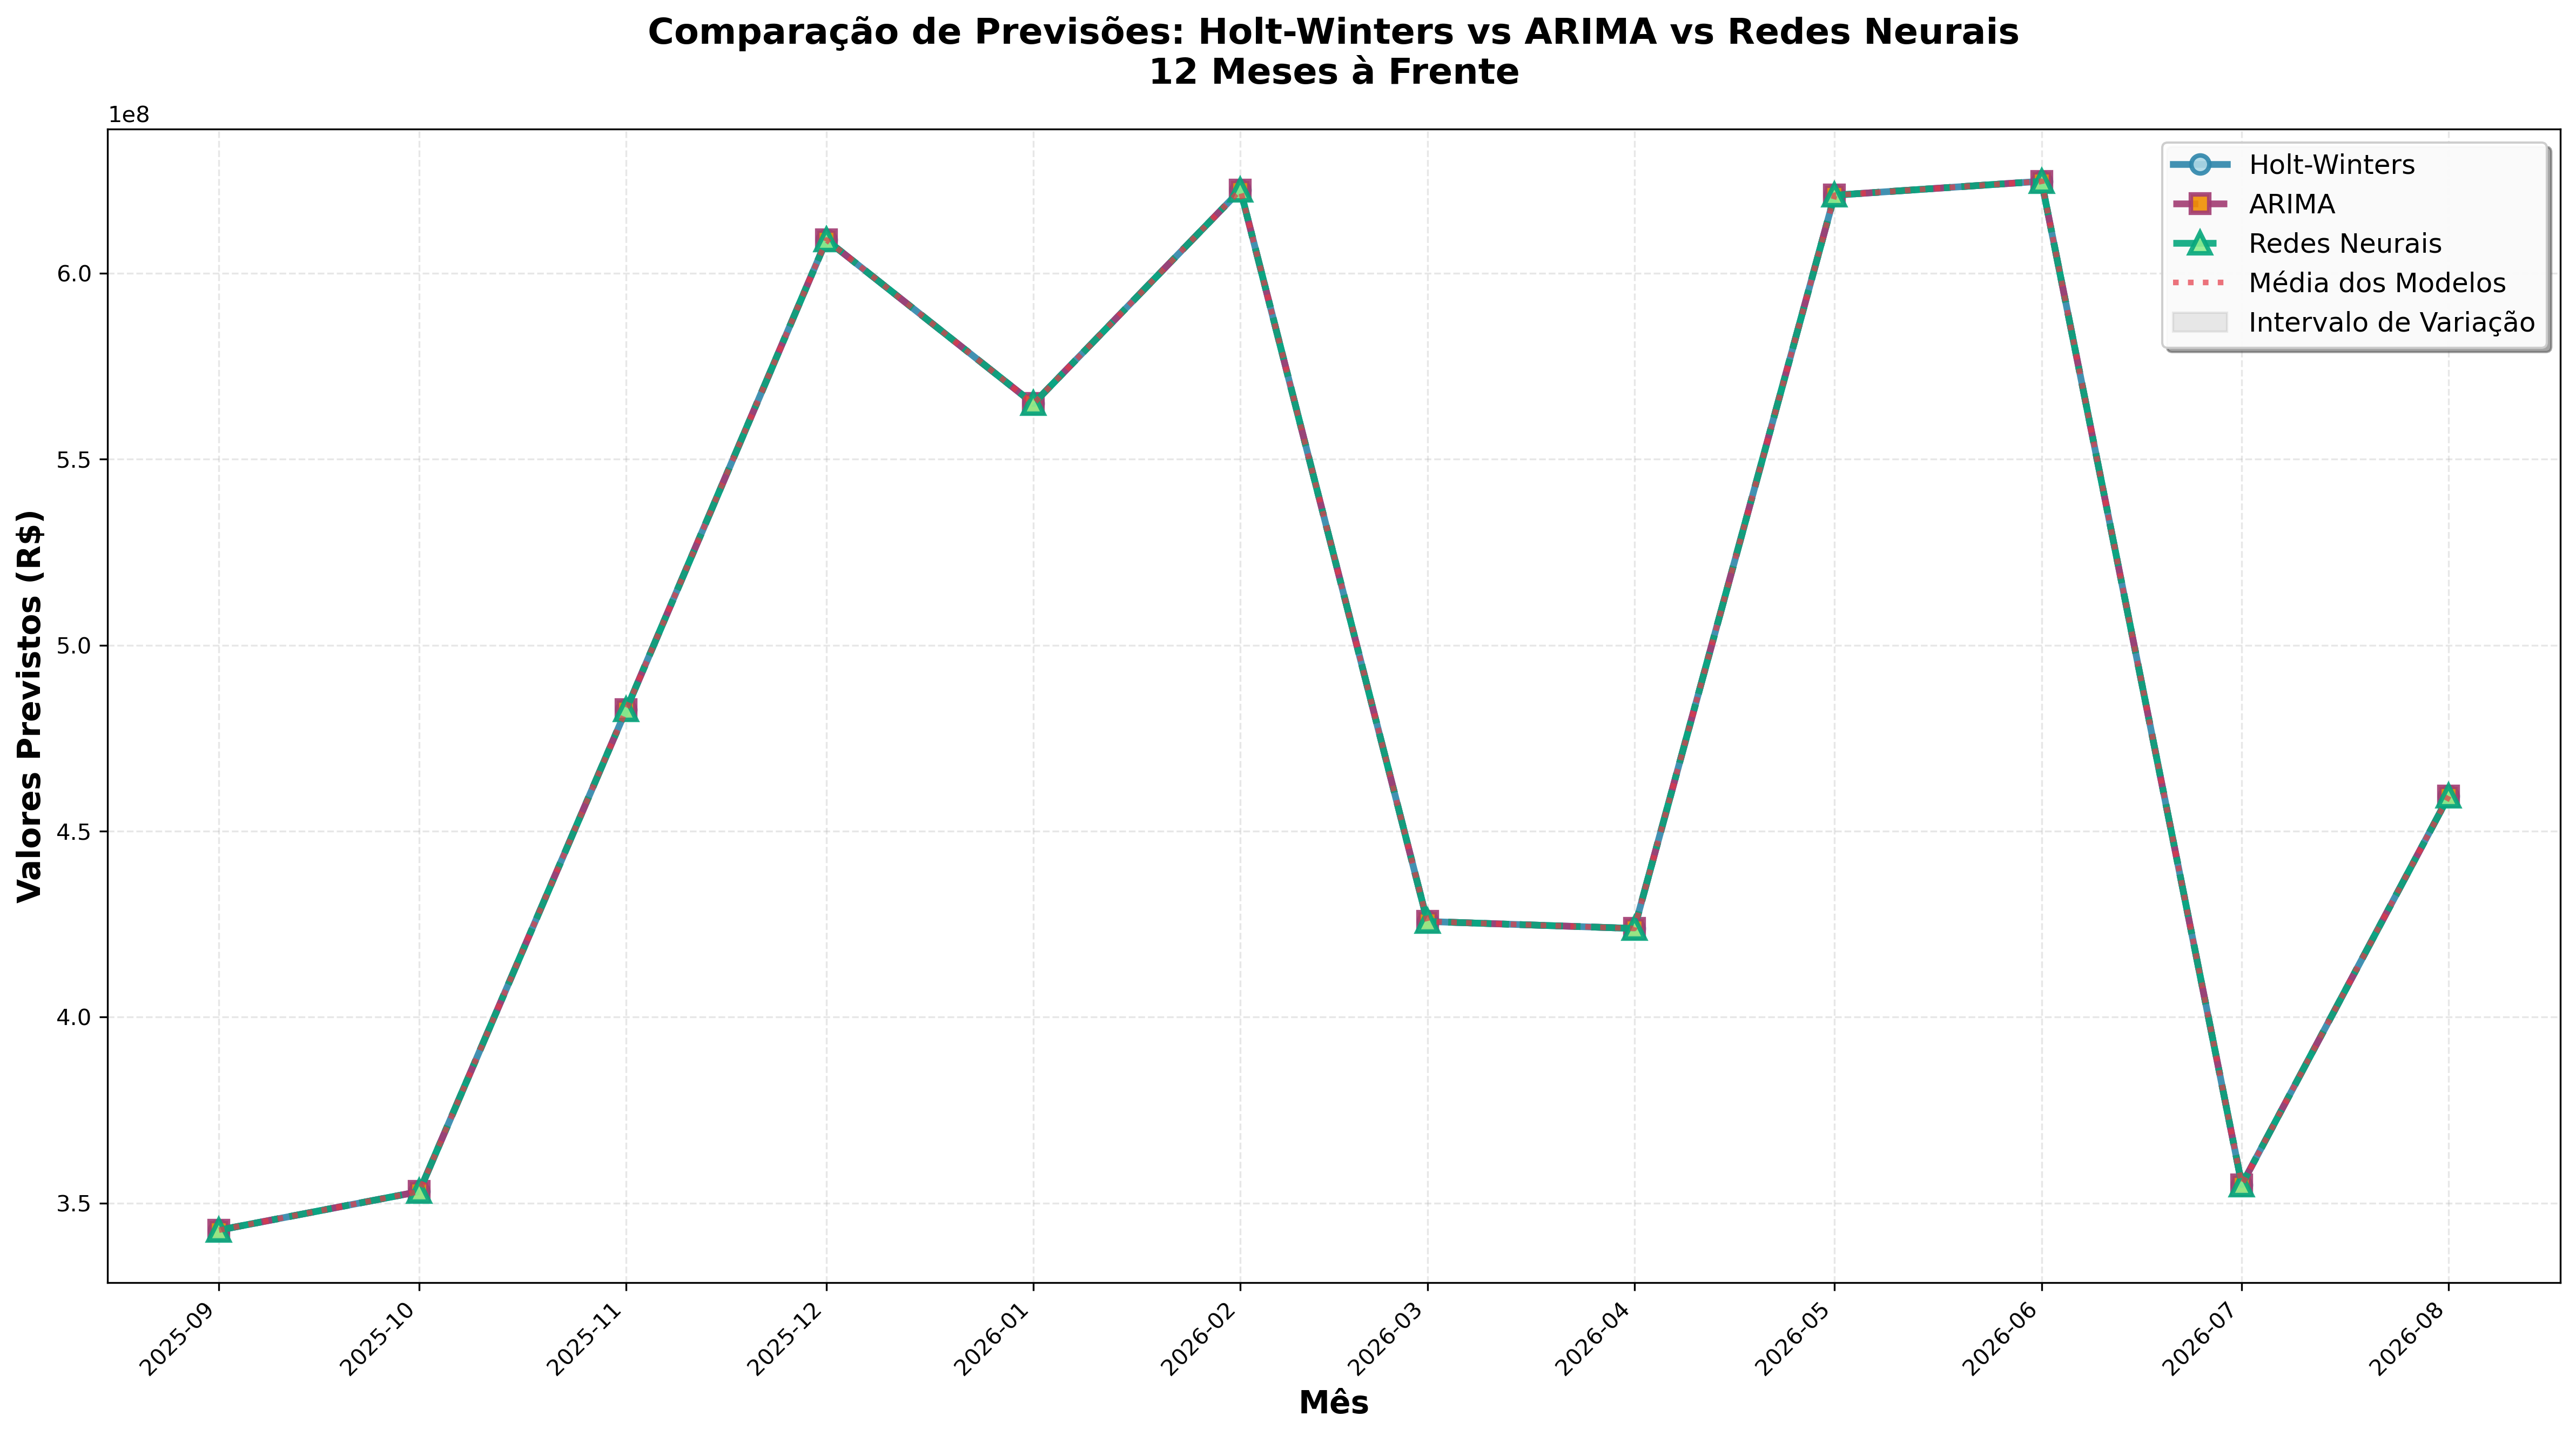 Comparação de Previsões: Holt-Winters vs ARIMA vs Redes Neurais
12 Meses à Frente
1e8
Holt-Winters
ARIMA
Redes Neurais
Média dos Modelos
Intervalo de Variação
6.0
5.5
5.0
4.5
4.0
3.5
Valores Previstos (R$)
2025-09
2025-10
2025-11
2025-12
2026-01
2026-02
2026-03
2026-04
2026-05
2026-06
2026-07
2026-08
Mês